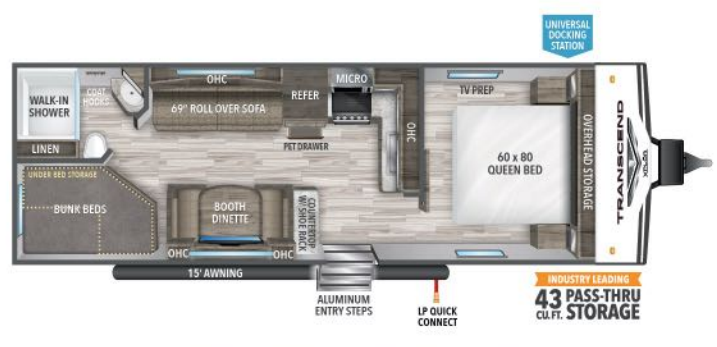 UNIVERSAL
DOCKING
STATION
WALK-IN
SHOWER
COAT
HOOKS
LINEN
OHC
69" ROLL OVER SOFA
REFER
MICRO
PET DRAWER
OHC
TV PREP
60 x 80
QUEEN BED
OVERHEAD STORAGE
TRANSCEND
XPLOR
UNDER BED STORAGE
BUNK BEDS
BOOTH
DINETTE
COUNTERTOP
W/ SHOE RACK
OHC
OHC
15' AWNING
ALUMINUM
ENTRY STEPS
LP QUICK
CONNECT
INDUSTRY LEADING
43 CU.FT. PASS-THRU
STORAGE